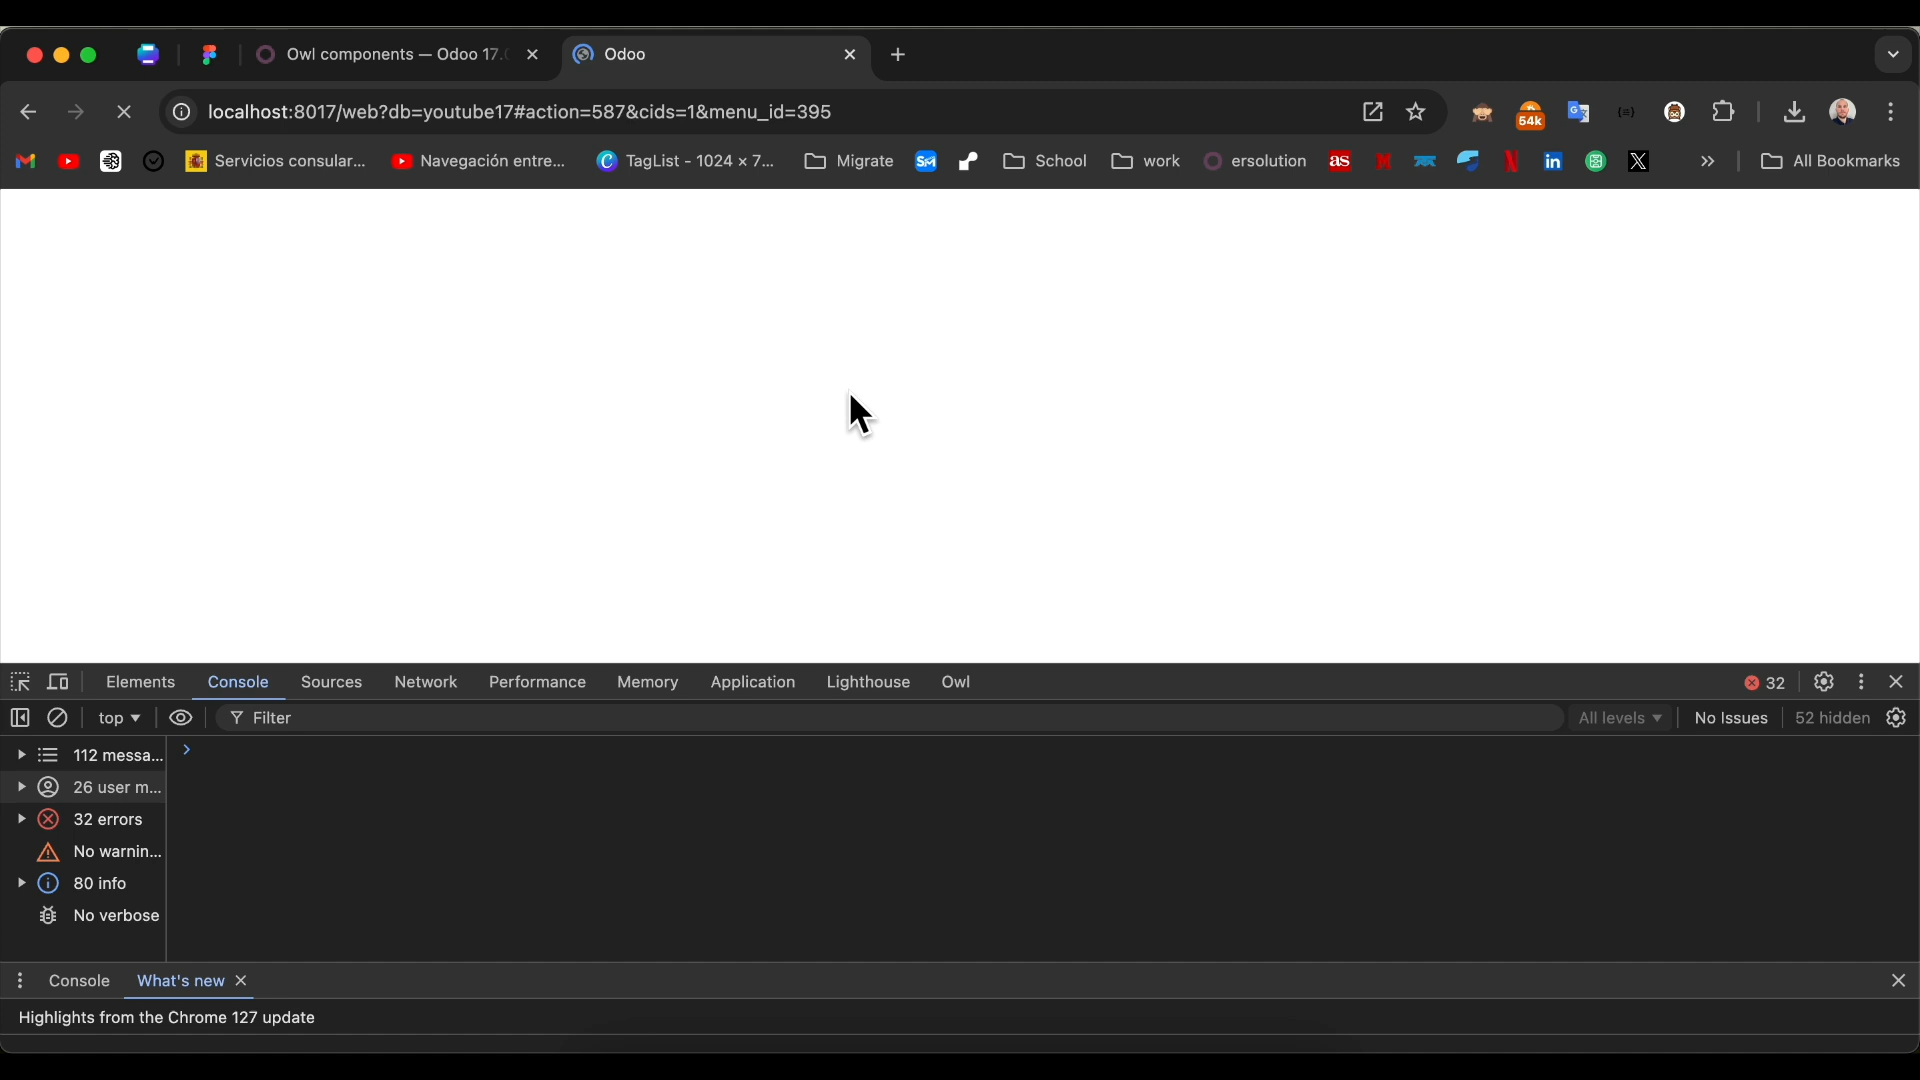 Owl components — Odoo 17.
Odoo
localhost:8017/web?db=youtube17#action=587&cids=1&menu_id=395
54k
Servicios consular...
Navegación entre...
TagList - 1024 × 7...
Migrate
SM
School
work
ersolution
as
in
X
»
All Bookmarks
Elements
Console
Sources
Network
Performance
Memory
Application
Lighthouse
Owl
32
top
Filter
All levels
No Issues
52 hidden
112 messa...
26 user m...
32 errors
No warnin...
80 info
No verbose
Console
What's new
Highlights from the Chrome 127 update